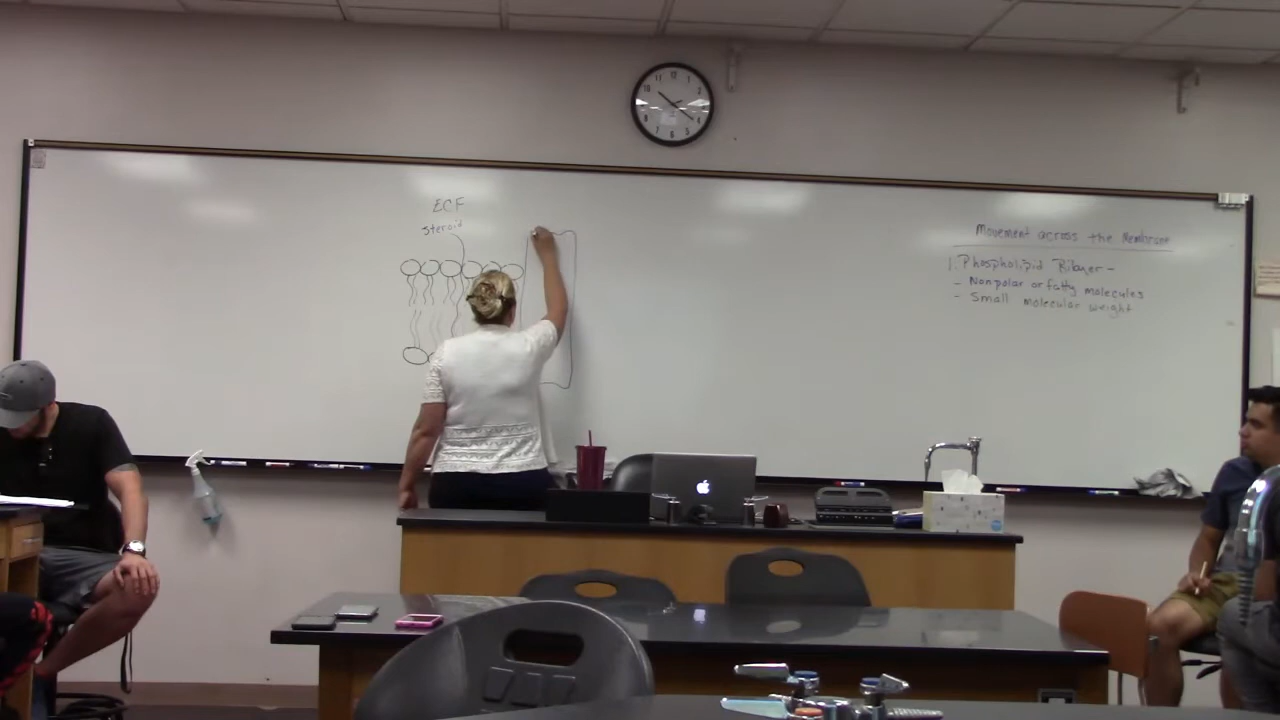 ECF
steroid
Movement across the Membrane
1. Phospholipid Bilayer -
- Nonpolar or fatty molecules
- Small molecular weight